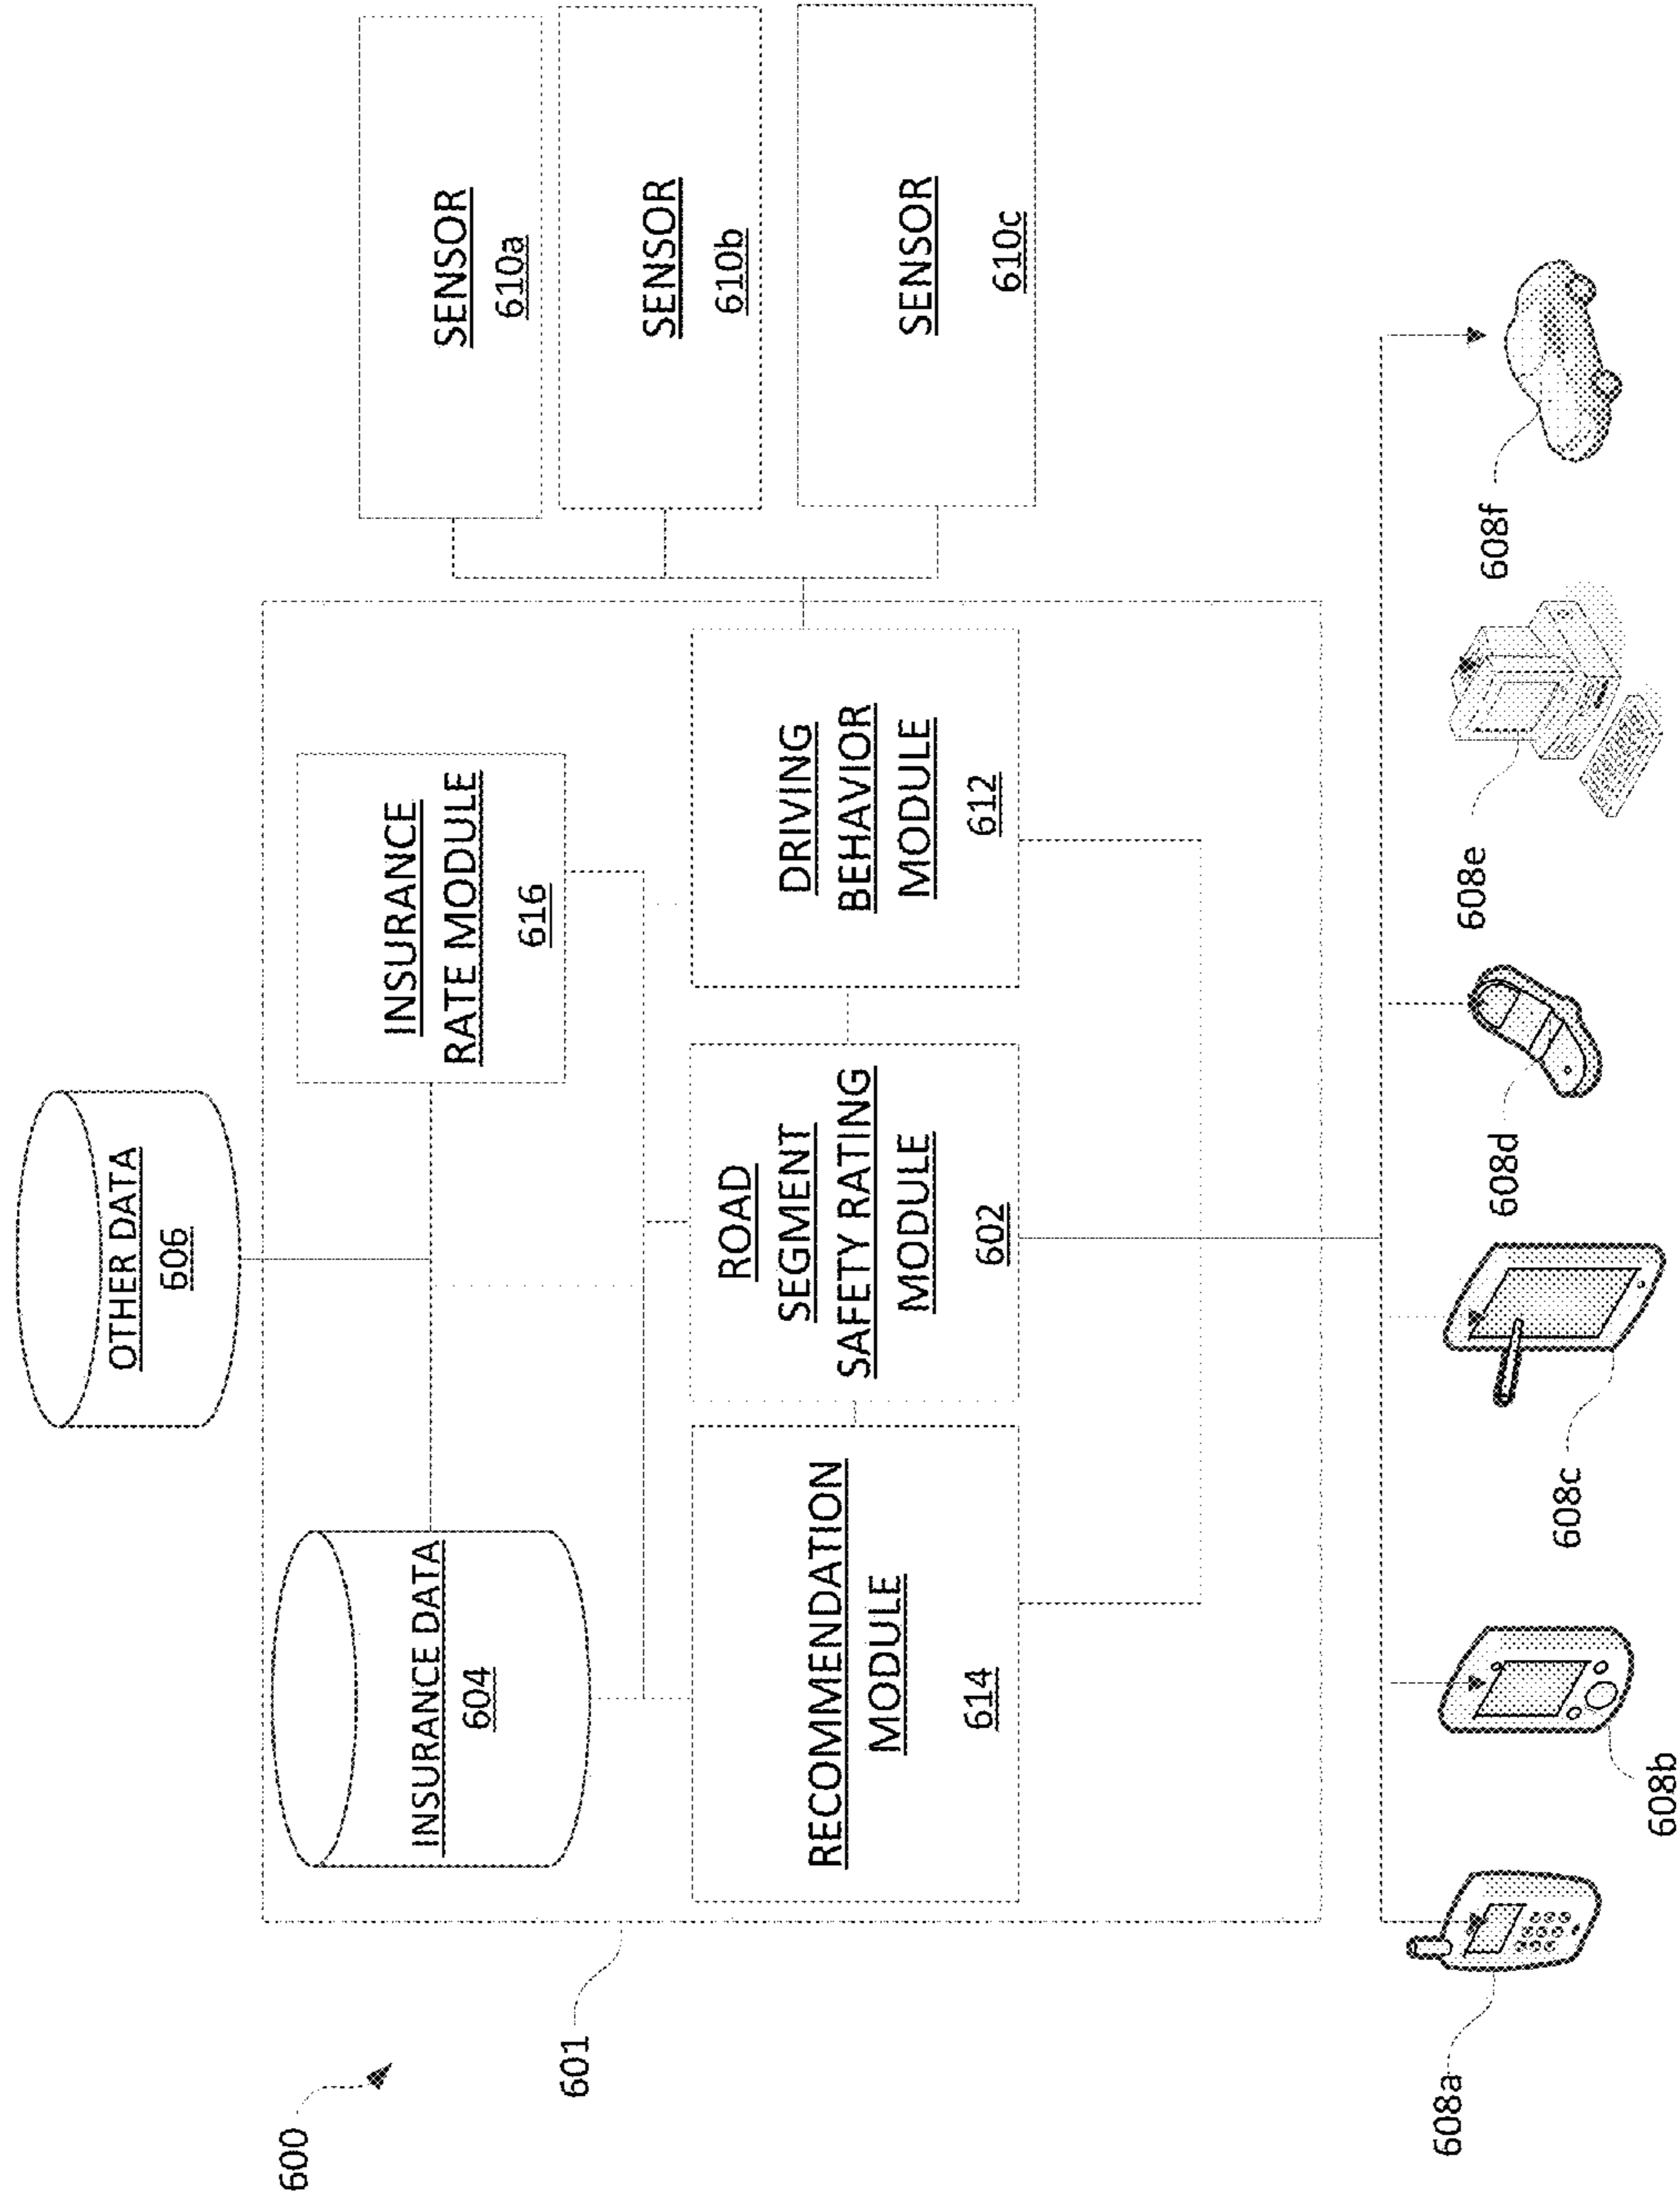 600
601
OTHER DATA
606
INSURANCE DATA
604
INSURANCE
RATE MODULE
616
RECOMMENDATION
MODULE
614
ROAD
SEGMENT
SAFETY RATING
MODULE
602
DRIVING
BEHAVIOR
MODULE
612
SENSOR
610a
SENSOR
610b
SENSOR
610c
608a
608b
608c
608d
608e
608f